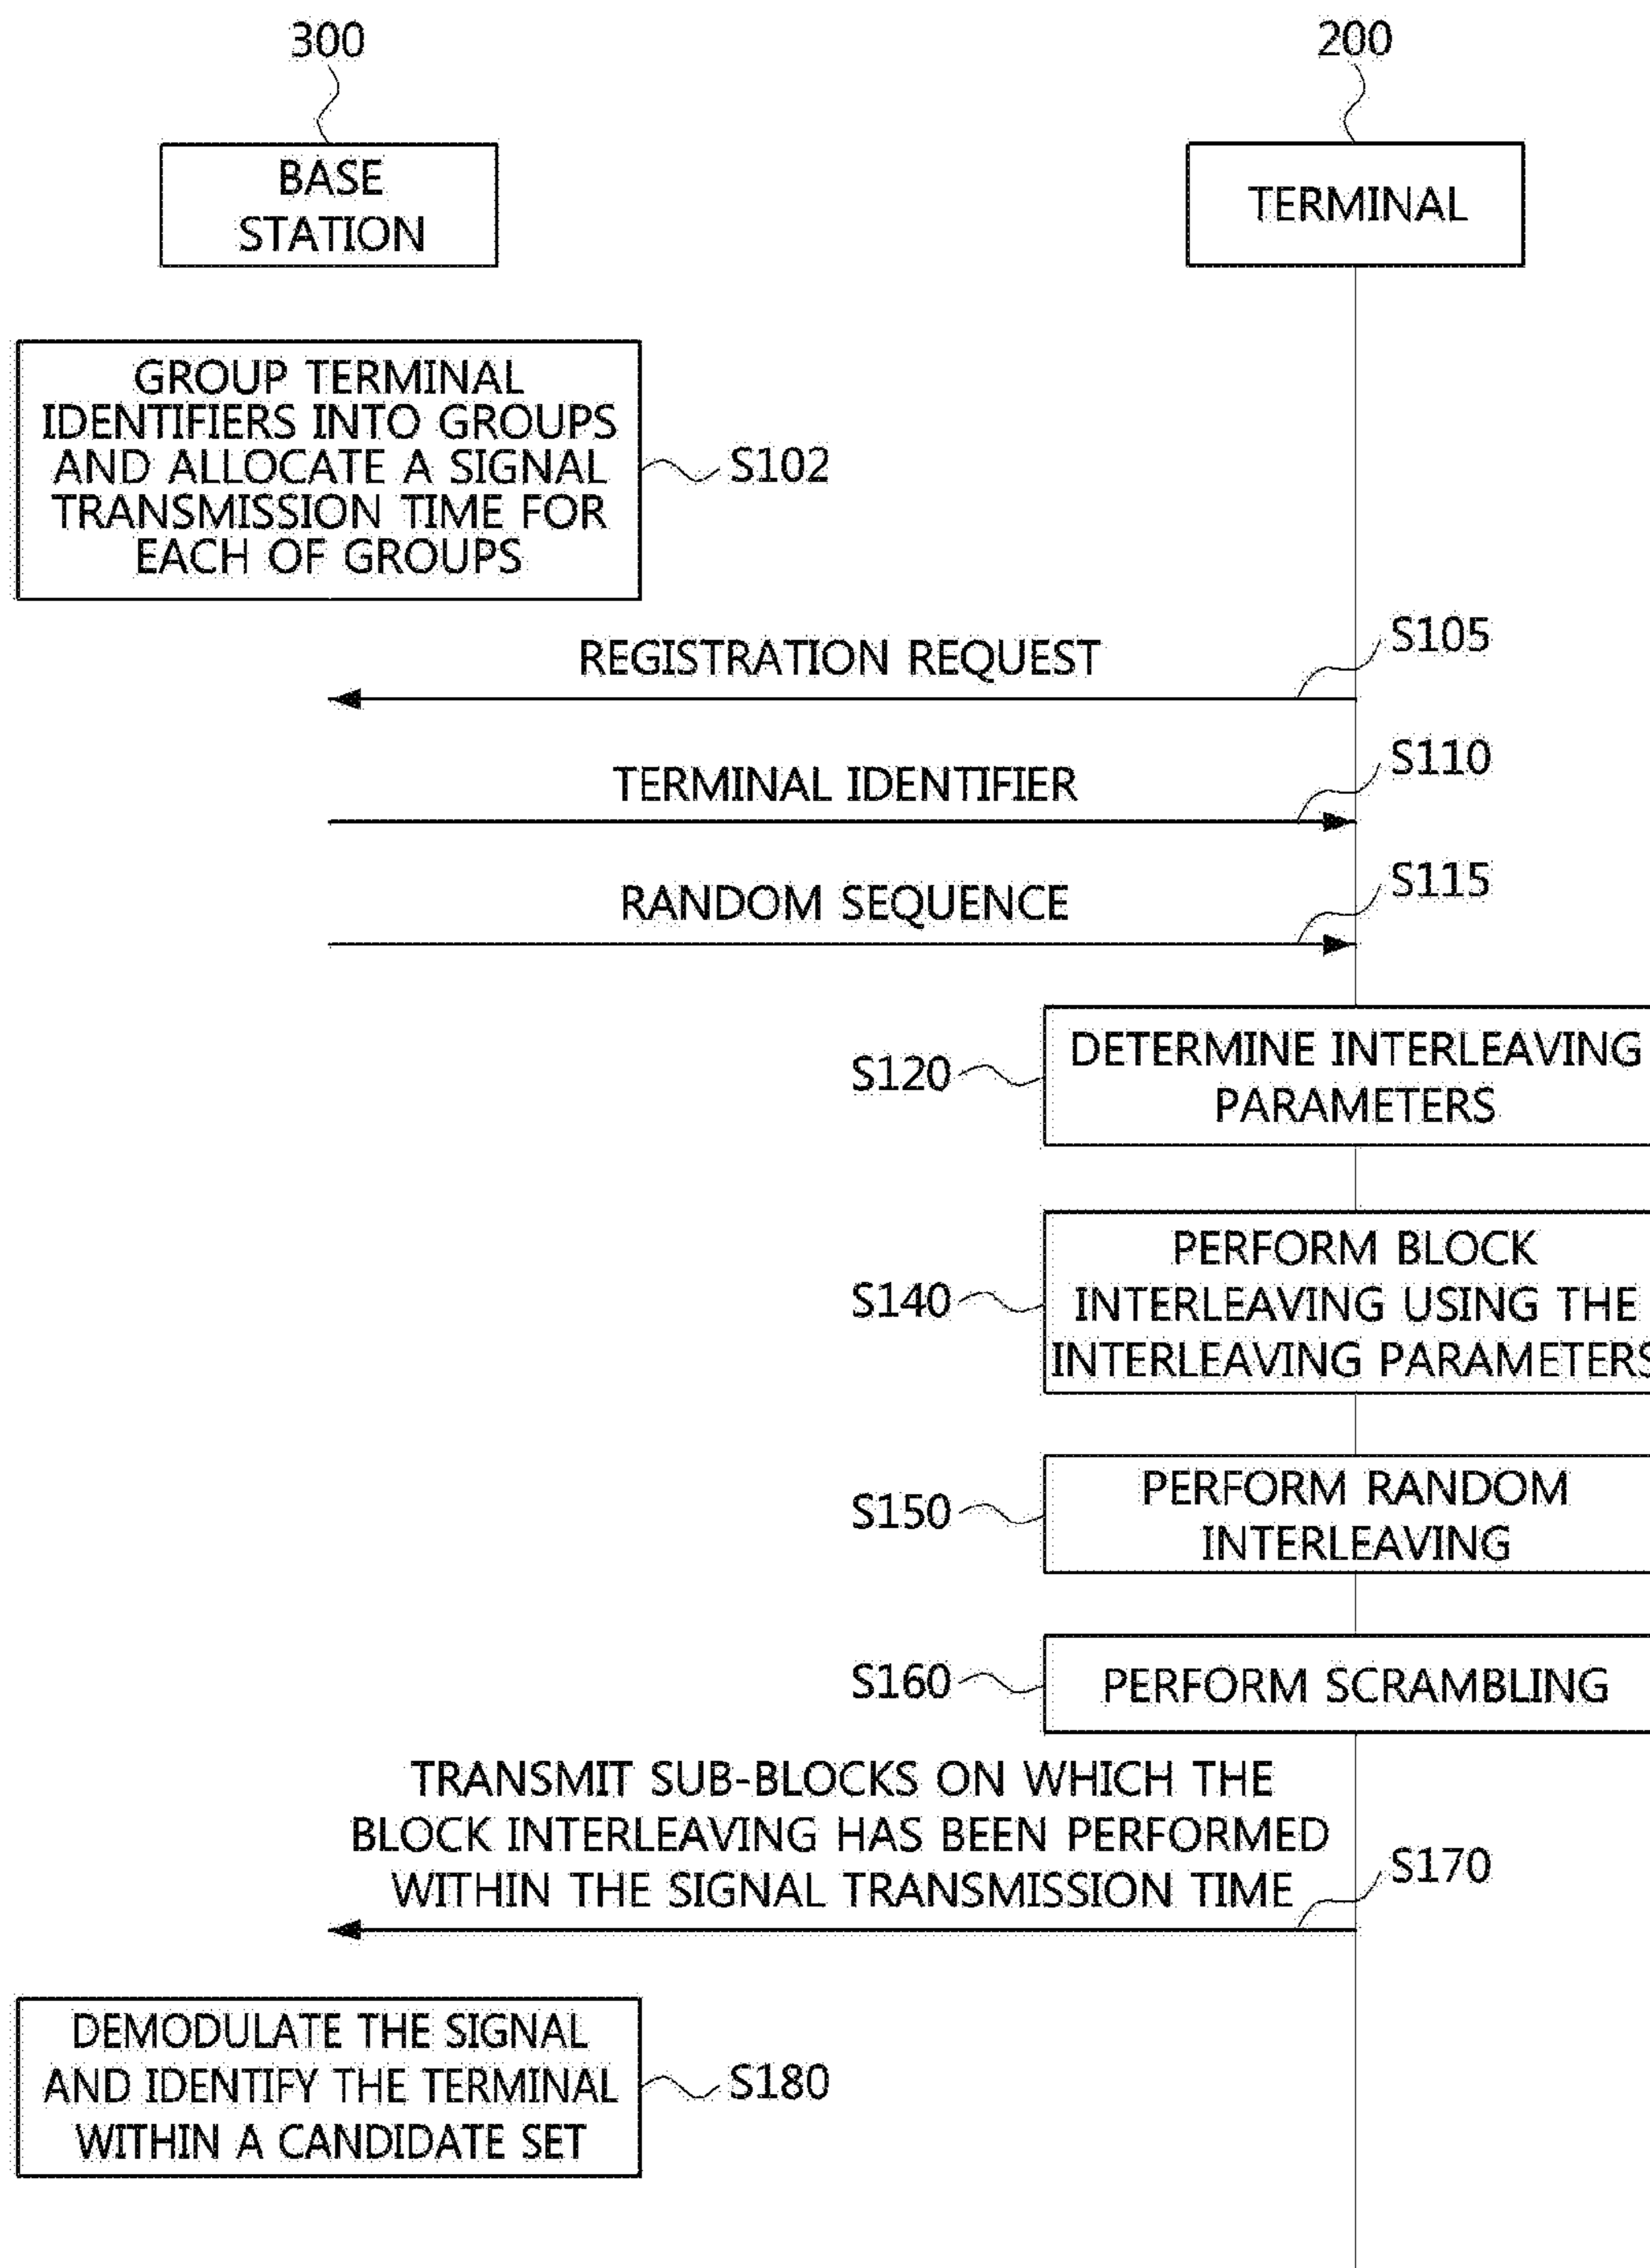 300
200
BASE
STATION
TERMINAL
GROUP TERMINAL
IDENTIFIERS INTO GROUPS
AND ALLOCATE A SIGNAL
TRANSMISSION TIME FOR
EACH OF GROUPS
S102
REGISTRATION REQUEST
S105
TERMINAL IDENTIFIER
S110
RANDOM SEQUENCE
S115
S120
DETERMINE INTERLEAVING
PARAMETERS
S140
PERFORM BLOCK
INTERLEAVING USING THE
INTERLEAVING PARAMETERS
S150
PERFORM RANDOM
INTERLEAVING
S160
PERFORM SCRAMBLING
TRANSMIT SUB-BLOCKS ON WHICH THE
BLOCK INTERLEAVING HAS BEEN PERFORMED
WITHIN THE SIGNAL TRANSMISSION TIME
S170
DEMODULATE THE SIGNAL
AND IDENTIFY THE TERMINAL
WITHIN A CANDIDATE SET
S180